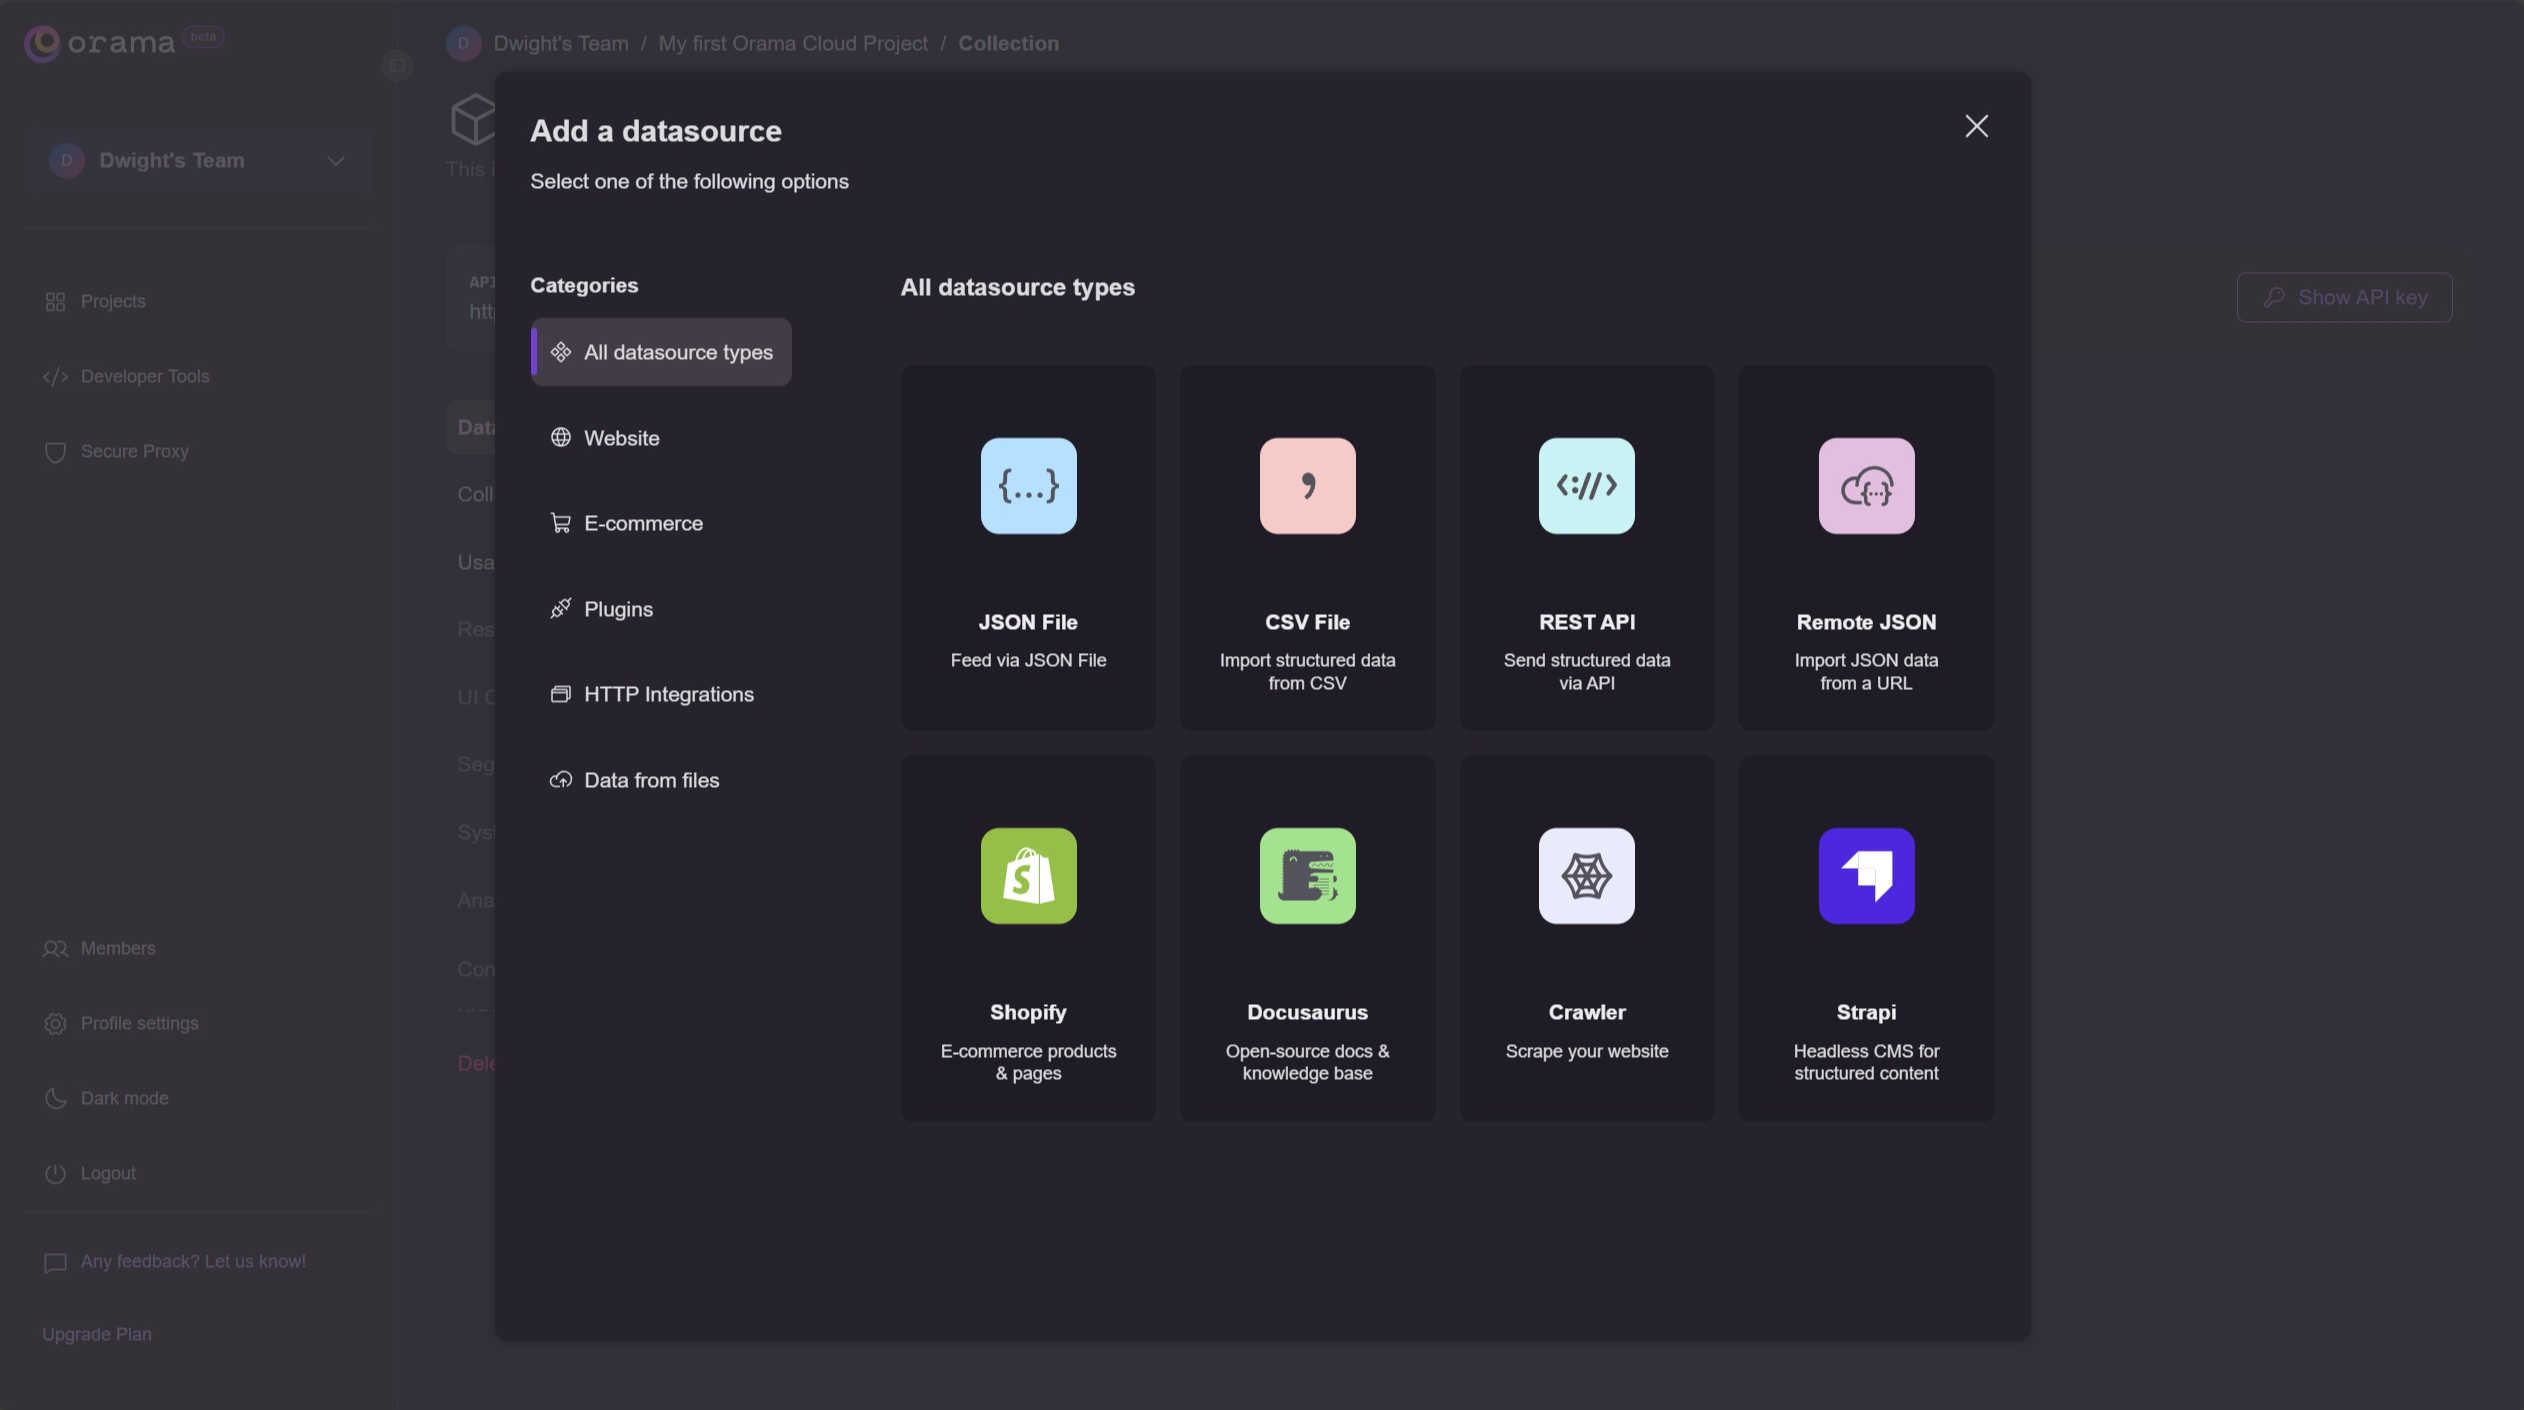 orama beta
D Dwight's Team / My first Orama Cloud Project / Collection
D Dwight's Team
Projects
Developer Tools
Secure Proxy
Members
Profile settings
Dark mode
Logout
Any feedback? Let us know!
Upgrade Plan
This i
API
Show API key
Data
Coll
Usa
Res
UI C
Seg
Syst
Ana
Con
Dele
Add a datasource
Select one of the following options
Categories
All datasource types
Website
E-commerce
Plugins
HTTP Integrations
Data from files
All datasource types
{...}
,
<://>
{...}
JSON File
Feed via JSON File
CSV File
Import structured data
from CSV
REST API
Send structured data
via API
Remote JSON
Import JSON data
from a URL
S
Shopify
E-commerce products
& pages
Docusaurus
Open-source docs &
knowledge base
Crawler
Scrape your website
Strapi
Headless CMS for
structured content